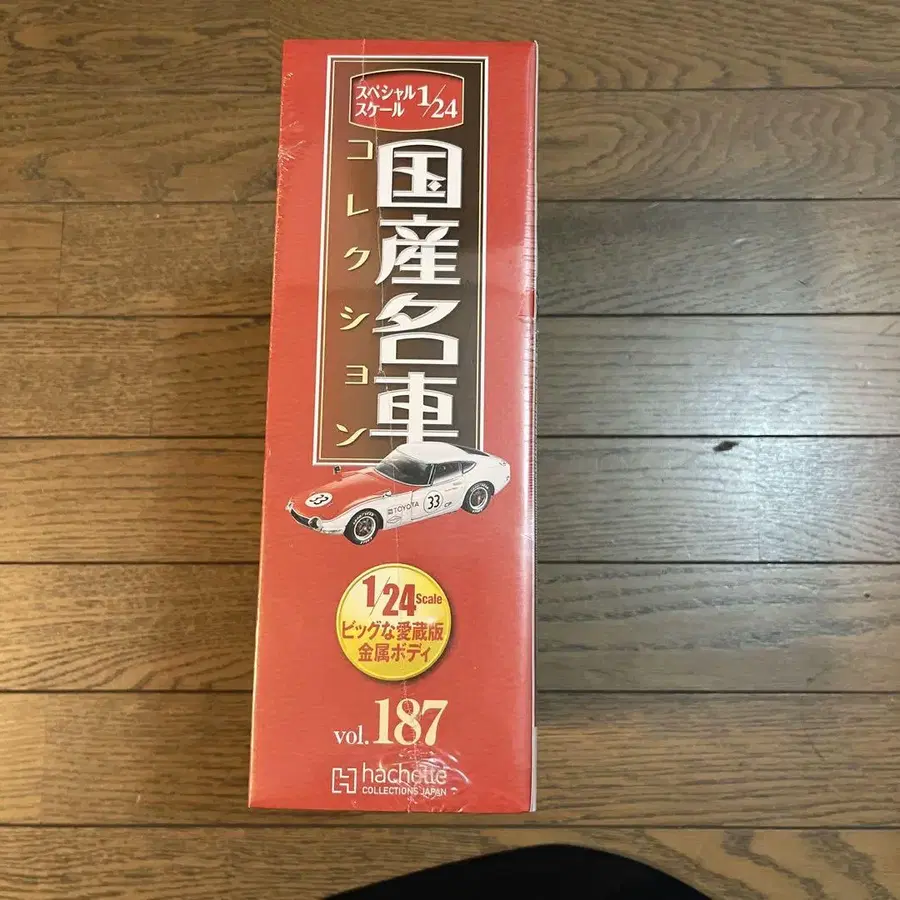 スペシャル
スケール 1/24
国産名車
コレクション
33
TOYOTA
33
1/24 Scale
ビッグな愛蔵版
金属ボディ
vol. 187
hachette
COLLECTIONS JAPAN